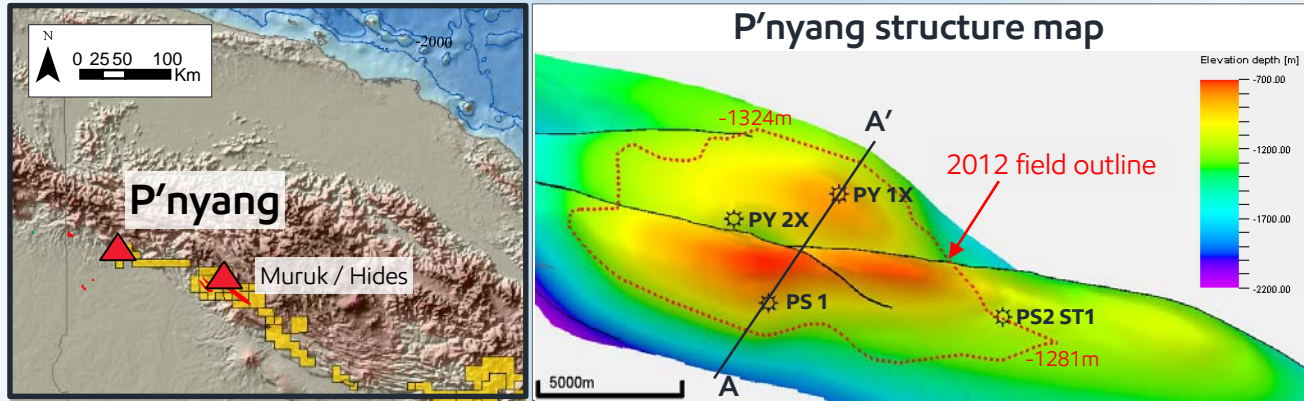 N
0 25 50 100
Km
-2000
P'nyang
Muruk / Hides
P'nyang structure map
Elevation depth [m]
-700.00
-1200.00
-1700.00
-2200.00
-1324m
A'
2012 field outline
PY 1X
PY 2X
PS 1
PS2 ST1
-1281m
A
5000m